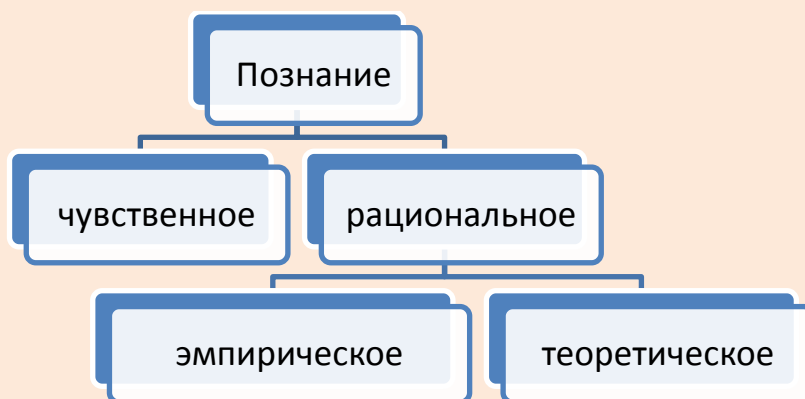 Познание
чувственное
рациональное
эмпирическое
теоретическое